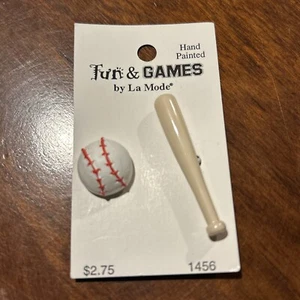 Hand
Painted
Fun & GAMES
by La Mode®
$2.75
1456